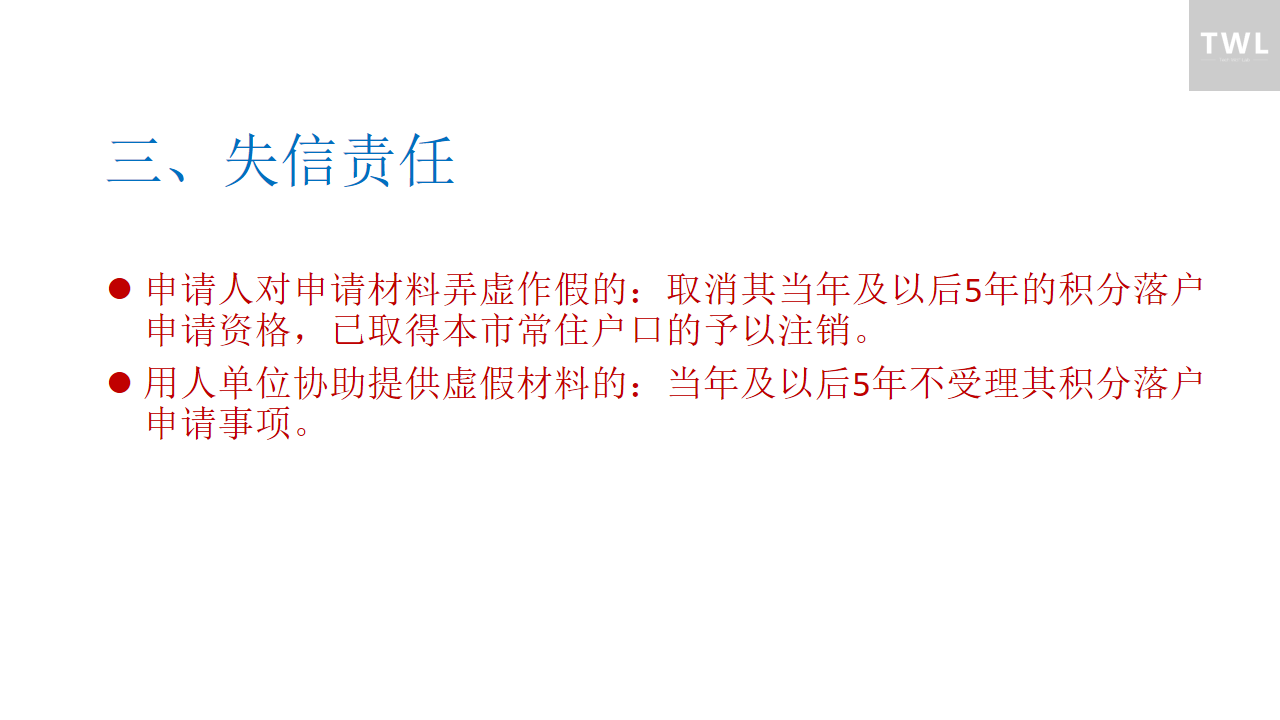 TWL
三、失信责任
● 申请人对申请材料弄虚作假的：取消其当年及以后5年的积分落户
申请资格，已取得本市常住户口的予以注销。
● 用人单位协助提供虚假材料的：当年及以后5年不受理其积分落户
申请事项。